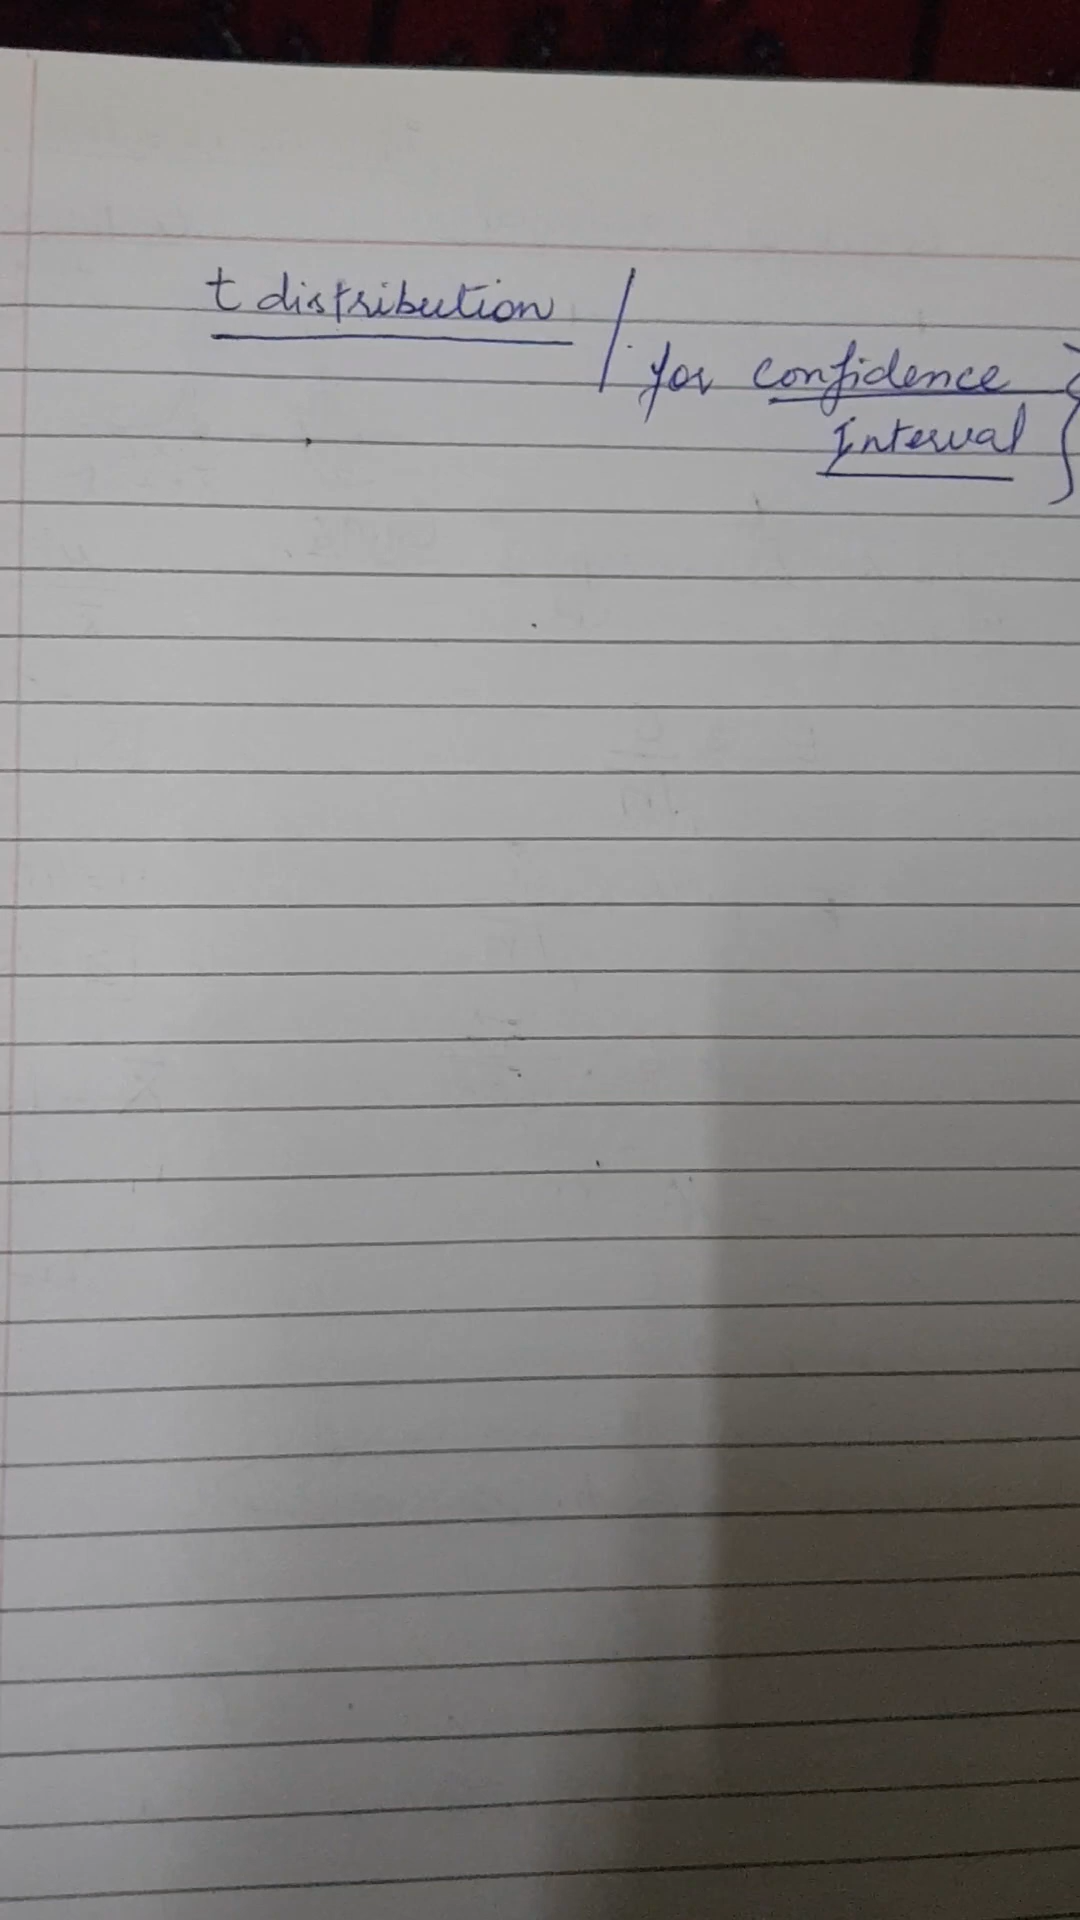 t distribution /
for confidence
Interval }